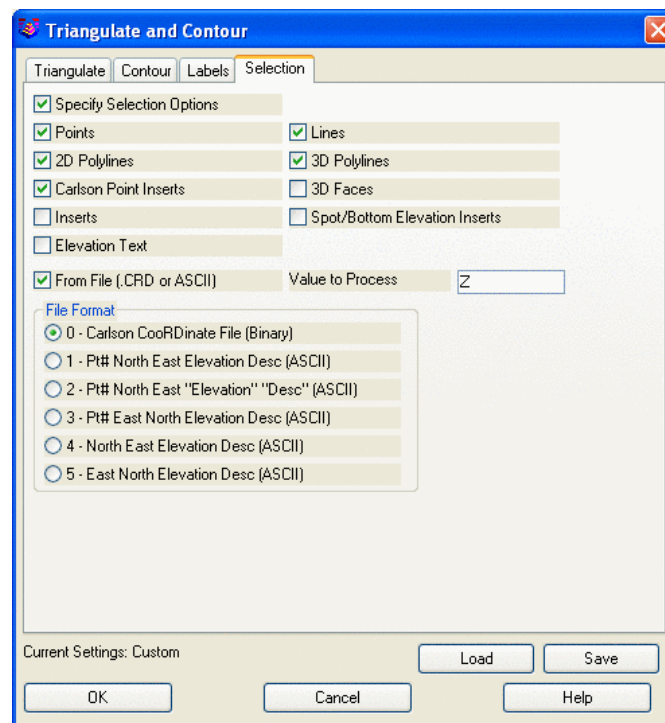 Triangulate and Contour
Triangulate Contour Labels Selection
Specify Selection Options
Points Lines
2D Polylines 3D Polylines
Carlson Point Inserts 3D Faces
Inserts Spot/Bottom Elevation Inserts
Elevation Text
From File (.CRD or ASCII) Value to Process Z
File Format
0 - Carlson CooRDinate File (Binary)
1 - Pt# North East Elevation Desc (ASCII)
2 - Pt# North East "Elevation" "Desc" (ASCII)
3 - Pt# East North Elevation Desc (ASCII)
4 - North East Elevation Desc (ASCII)
5 - East North Elevation Desc (ASCII)
Current Settings: Custom Load Save
OK Cancel Help